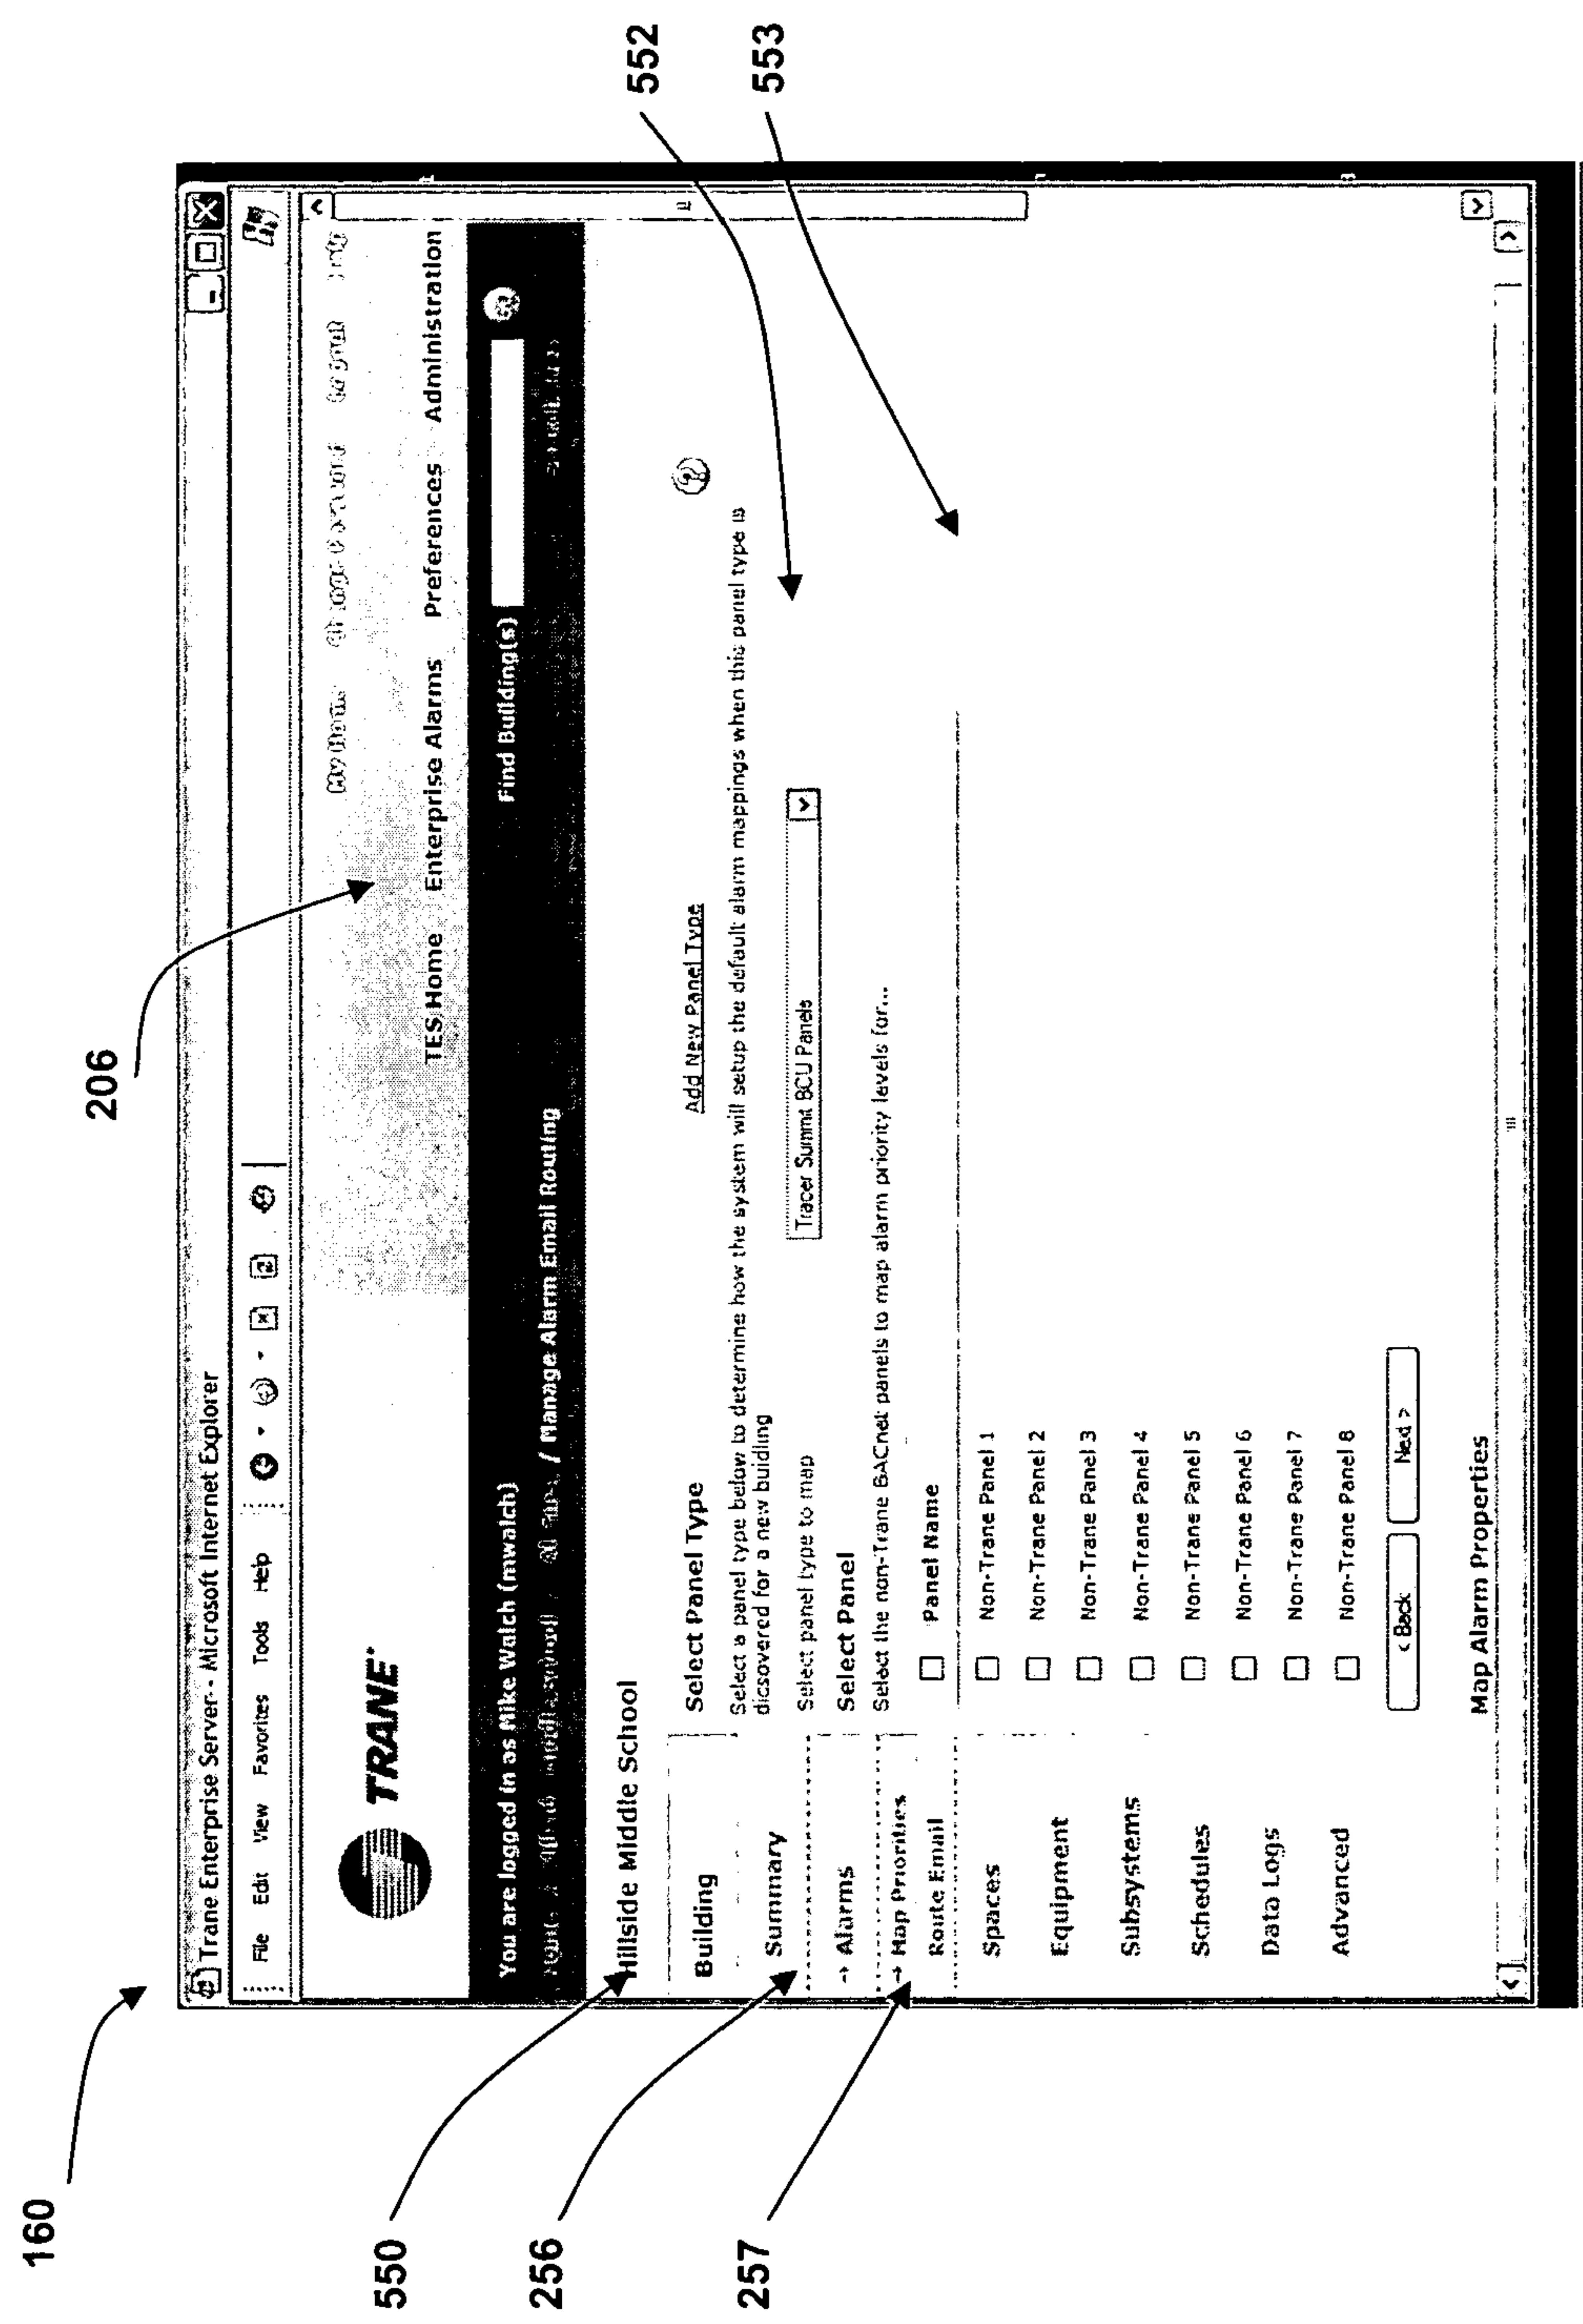 160
206
552
553
550
256
257
Trane Enterprise Server- - Microsoft Internet Explorer
File Edit View Favorites Tools Help
TRANE
TES Home Enterprise Alarms Preferences Administration
You are logged in as Mike Walch (mwalch) Find Building(s)
/ Manage Alarm Email Routing
Hillside Middle School
Building
Summary
→ Alarms
→ Map Priorities
Route Email
Spaces
Equipment
Subsystems
Schedules
Data Logs
Advanced
Select Panel Type Add New Panel Type
Select a panel type below to determine how the system will setup the default alarm mappings when this panel type is
dicsovered for a new buidling
Select panel type to map Tracer Summit BCU Panels
Select Panel
Select the non-Trane BACnet panels to map alarm priority levels for...
Panel Name
Non-Trane Panel 1
Non-Trane Panel 2
Non-Trane Panel 3
Non-Trane Panel 4
Non-Trane Panel 5
Non-Trane Panel 6
Non-Trane Panel 7
Non-Trane Panel 8
< Back Next >
Map Alarm Properties